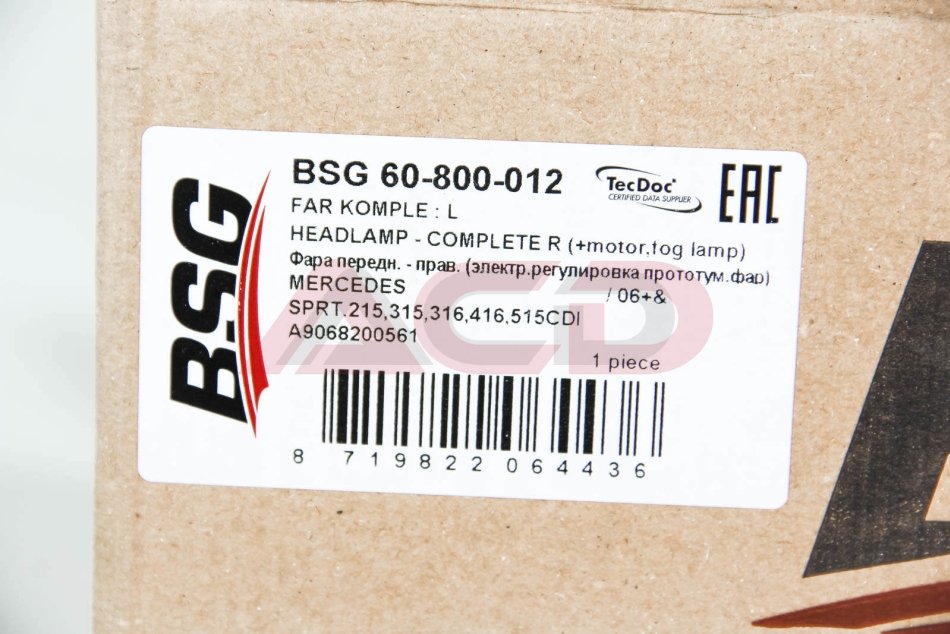 BSG
BSG 60-800-012
TecDoc
CERTIFIED DATA SUPPLIER
EAC
FAR KOMPLE : L
HEADLAMP - COMPLETE R (+motor,fog lamp)
Фара передн. - прав. (электр.регулировка прототум.фар)
MERCEDES
/ 06+&
SPRT.215,315,316,416,515CDI
A9068200561
1 piece
8 719822 064436
ACD